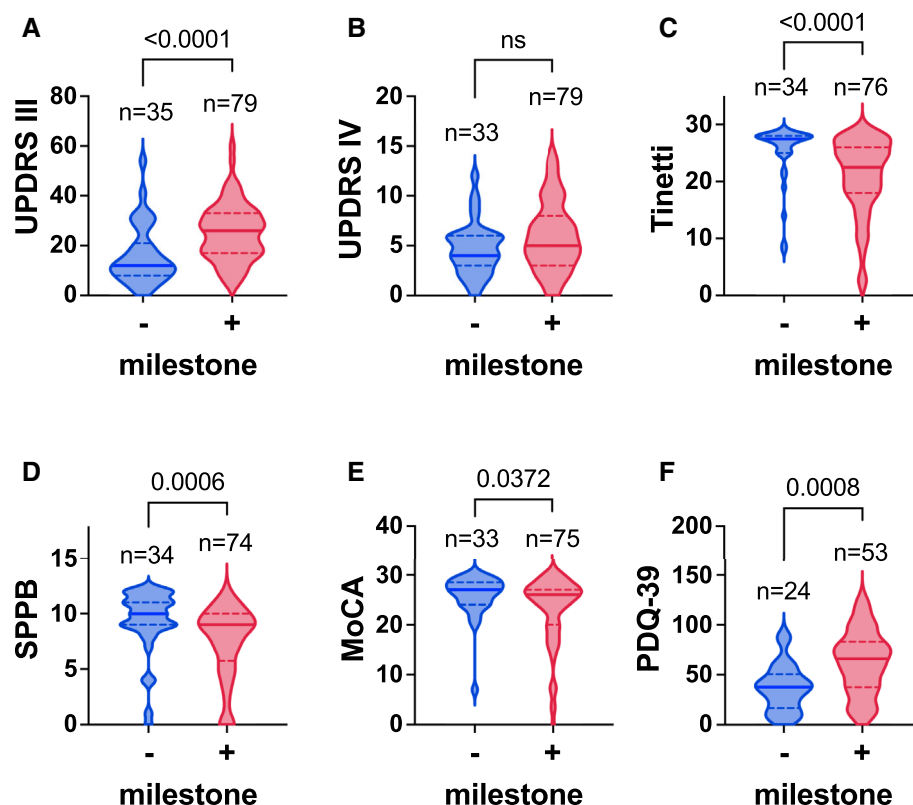 A
<0.0001
n=35
n=79
UPDRS III
80
60
40
20
0
-
+
milestone
B
ns
n=33
n=79
UPDRS IV
20
15
10
5
0
-
+
milestone
C
<0.0001
n=34
n=76
Tinetti
30
20
10
0
-
+
milestone
D
0.0006
n=34
n=74
SPPB
15
10
5
0
-
+
milestone
E
0.0372
n=33
n=75
MoCA
40
30
20
10
0
-
+
milestone
F
0.0008
n=24
n=53
PDQ-39
200
150
100
50
0
-
+
milestone